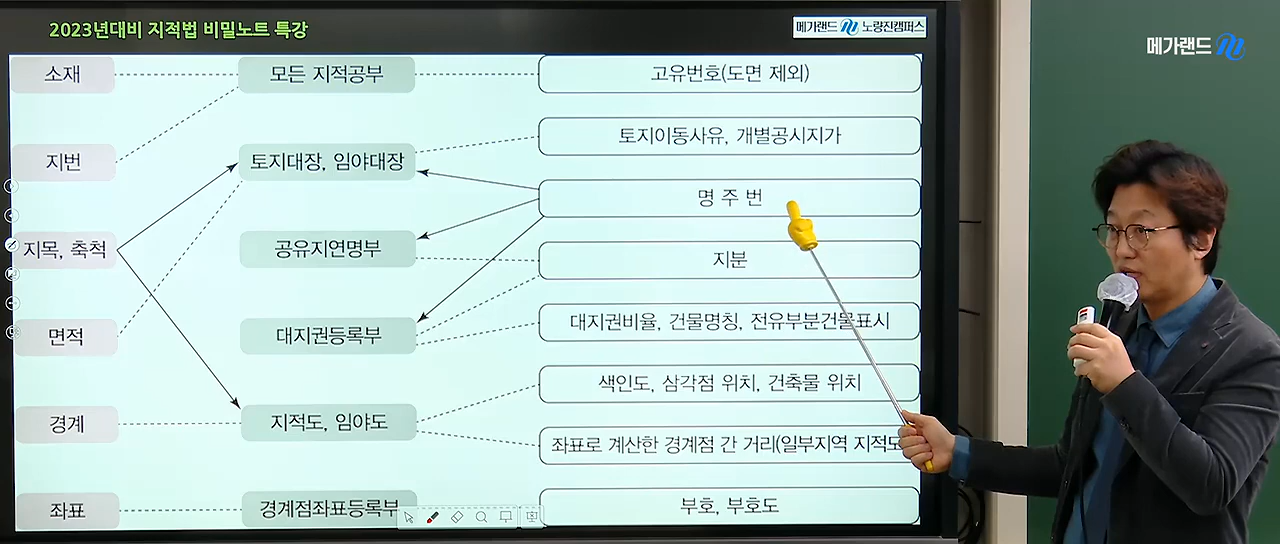 2023년대비 지적법 비밀노트 특강
메가랜드 노량진캠퍼스
메가랜드
소재
모든 지적공부
고유번호(도면 제외)
토지이동사유, 개별공시지가
지번
토지대장, 임야대장
명 주 번
지목, 축척
공유지연명부
지분
면적
대지권등록부
대지권비율, 건물명칭, 전유부분건물표시
색인도, 삼각점 위치, 건축물 위치
경계
지적도, 임야도
좌표로 계산한 경계점 간 거리(일부지역 지적도
좌표
경계점좌표등록부
부호, 부호도